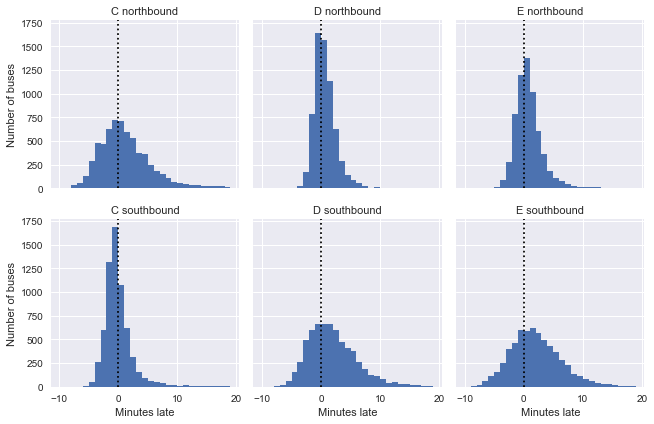 C northbound
D northbound
E northbound
Number of buses
1750
1500
1250
1000
750
500
250
0
C southbound
D southbound
E southbound
Number of buses
1750
1500
1250
1000
750
500
250
0
−10 0 10 20
−10 0 10 20
−10 0 10 20
Minutes late
Minutes late
Minutes late